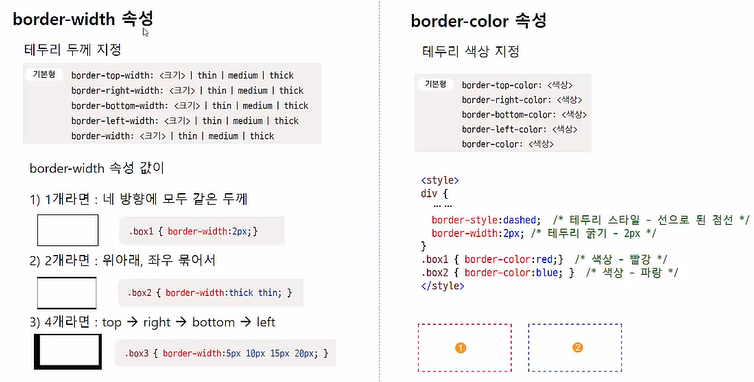 border-width 속성
테두리 두께 지정
기본형
border-top-width: <크기> | thin | medium | thick
border-right-width: <크기> | thin | medium | thick
border-bottom-width: <크기> | thin | medium | thick
border-left-width: <크기> | thin | medium | thick
border-width: <크기> | thin | medium | thick
border-width 속성 값이
1) 1개라면 : 네 방향에 모두 같은 두께
.box1 { border-width:2px;}
2) 2개라면 : 위아래, 좌우 묶어서
.box2 { border-width:thick thin; }
3) 4개라면 : top → right → bottom → left
.box3 { border-width:5px 10px 15px 20px; }
border-color 속성
테두리 색상 지정
기본형
border-top-color: <색상>
border-right-color: <색상>
border-bottom-color: <색상>
border-left-color: <색상>
border-color: <색상>
<style>
div {
……
border-style:dashed; /* 테두리 스타일 - 선으로 된 점선 */
border-width:2px; /* 테두리 굵기 - 2px */
}
.box1 { border-color:red;} /* 색상 - 빨강 */
.box2 { border-color:blue; } /* 색상 - 파랑 */
</style>
1
2